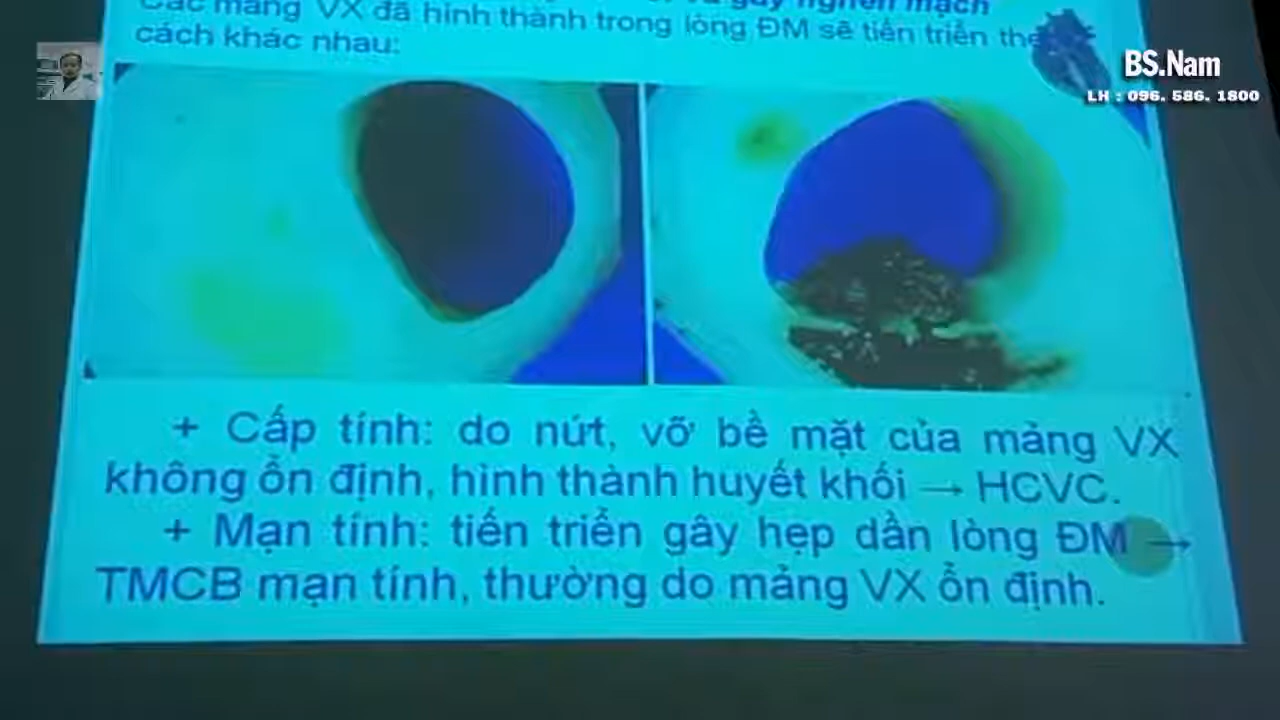 gây nghẽn mạch
Các mảng VX đã hình thành trong lòng ĐM sẽ tiến triển
cách khác nhau:
BS.Nam
LH : 096. 586. 1800
+ Cấp tính: do nứt, vỡ bề mặt của mảng VX
không ổn định, hình thành huyết khối → HCVC.
+ Mạn tính: tiến triển gây hẹp dần lòng ĐM →
TMCB mạn tính, thường do mảng VX ổn định.